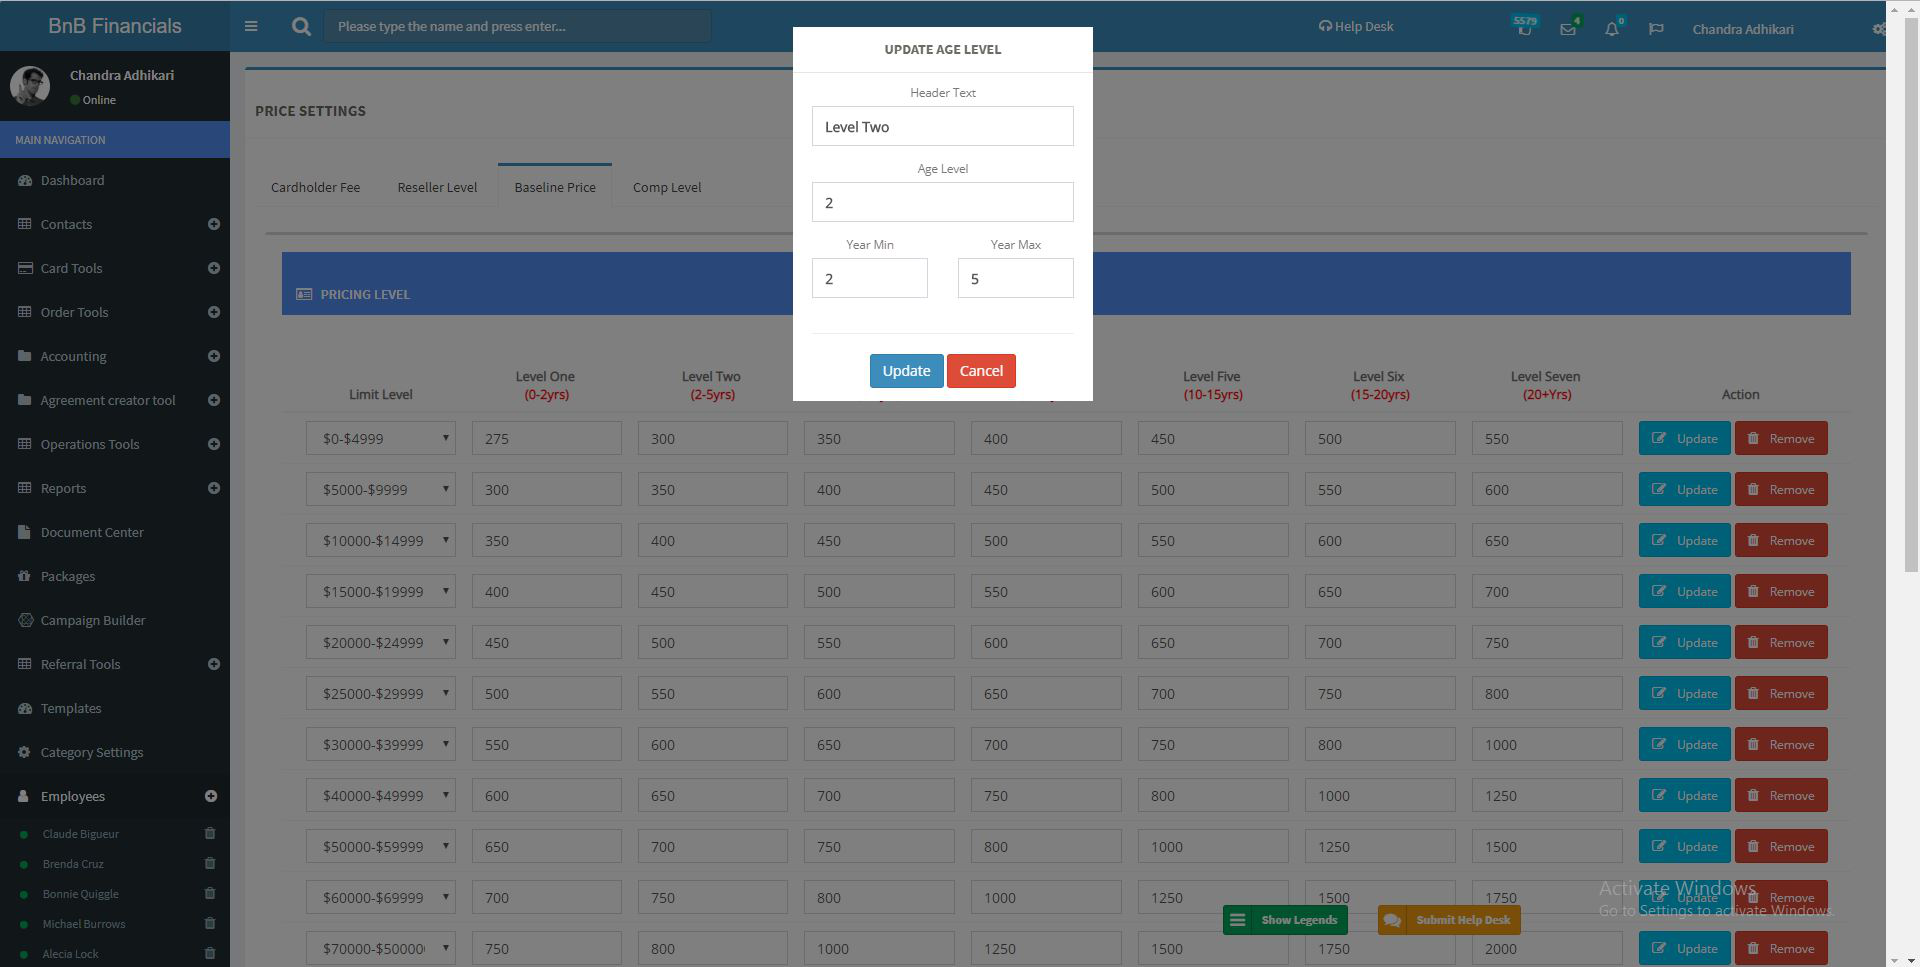 BnB Financials
Please type the name and press enter...
Help Desk
5579
4
0
Chandra Adhikari
Chandra Adhikari
Online
MAIN NAVIGATION
Dashboard
Contacts
Card Tools
Order Tools
Accounting
Agreement creator tool
Operations Tools
Reports
Document Center
Packages
Campaign Builder
Referral Tools
Templates
Category Settings
Employees
Claude Bigueur
Brenda Cruz
Bonnie Quiggle
Michael Burrows
Alecia Lock
PRICE SETTINGS
Cardholder Fee Reseller Level Baseline Price Comp Level
PRICING LEVEL
UPDATE AGE LEVEL
Header Text
Level Two
Age Level
2
Year Min Year Max
2 5
Update Cancel
Level One Level Two Level Five Level Six Level Seven
Limit Level (0-2yrs) (2-5yrs) (10-15yrs) (15-20yrs) (20+Yrs) Action
$0-$4999 275 300 350 400 450 500 550 Update Remove
$5000-$9999 300 350 400 450 500 550 600 Update Remove
$10000-$14999 350 400 450 500 550 600 650 Update Remove
$15000-$19999 400 450 500 550 600 650 700 Update Remove
$20000-$24999 450 500 550 600 650 700 750 Update Remove
$25000-$29999 500 550 600 650 700 750 800 Update Remove
$30000-$39999 550 600 650 700 750 800 1000 Update Remove
$40000-$49999 600 650 700 750 800 1000 1250 Update Remove
$50000-$59999 650 700 750 800 1000 1250 1500 Update Remove
$60000-$69999 700 750 800 1000 1250 1500 1750 Update Remove
$70000-$50000 750 800 1000 1250 1500 1750 2000 Update Remove
Show Legends
Submit Help Desk
Activate Windows
Go to Settings to activate Windows.